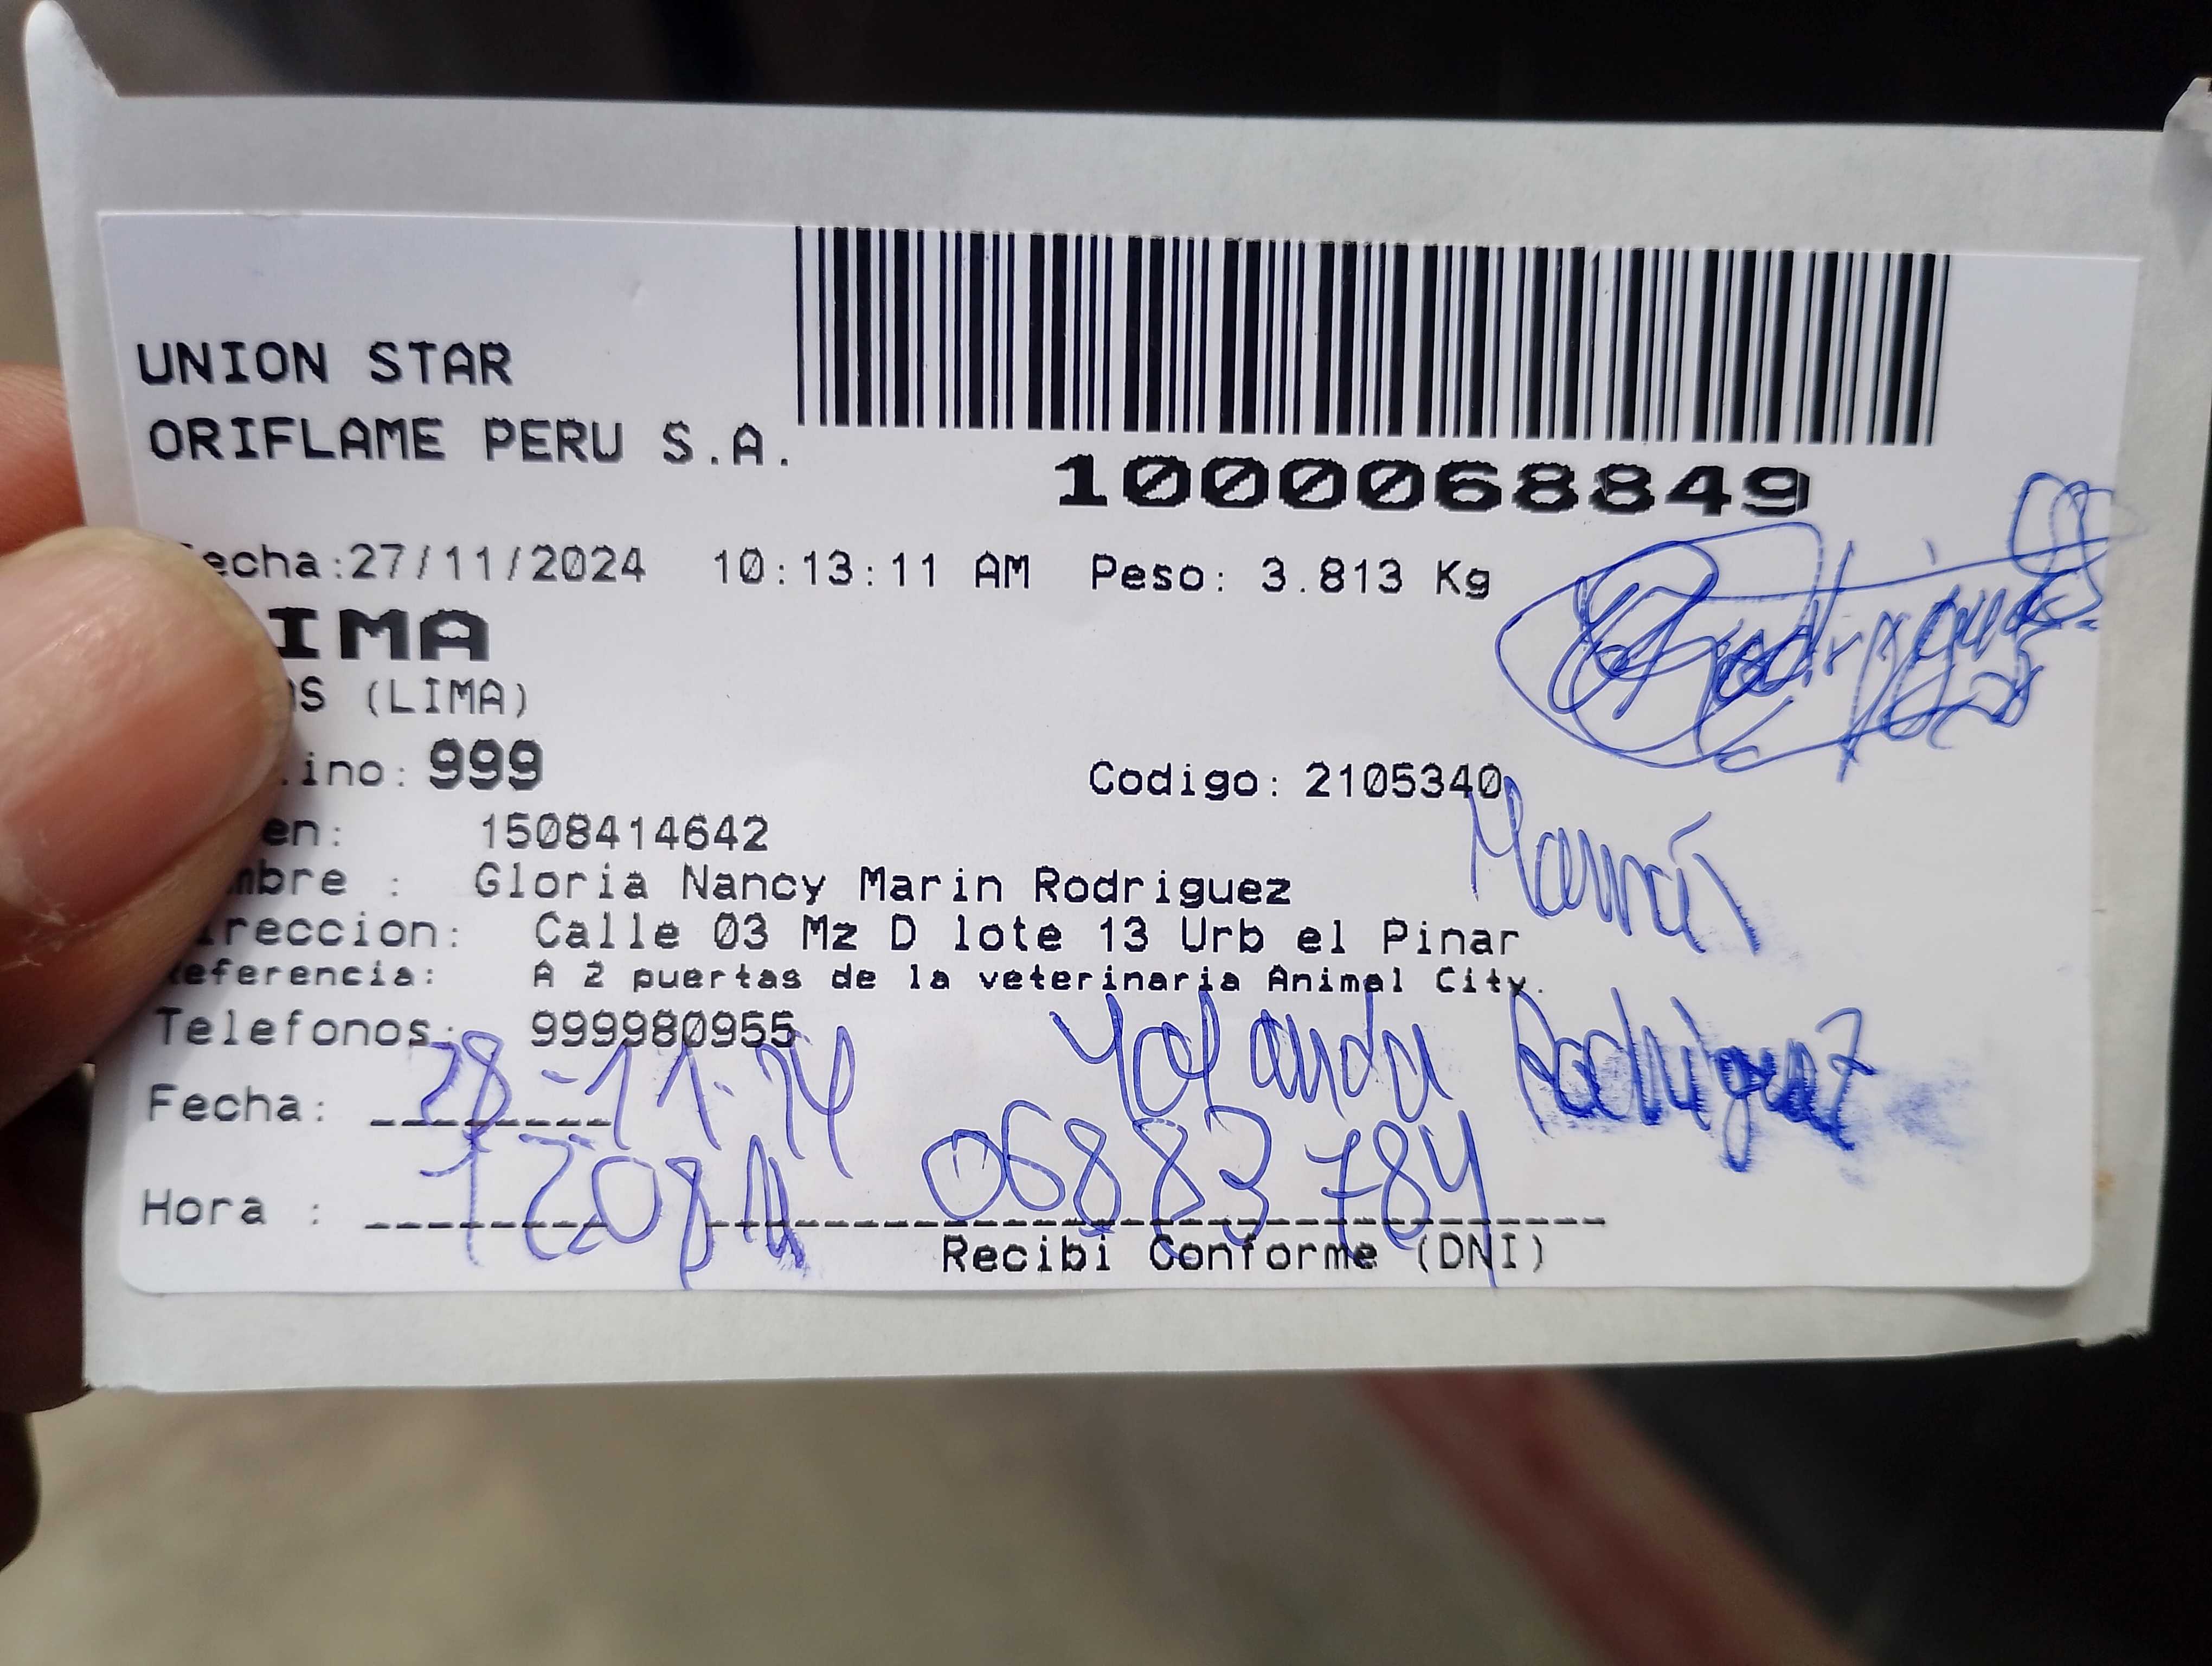 UNION STAR
ORIFLAME PERU S.A.
1000068849
echa:27/11/2024 10:13:11 AM Peso: 3.813 Kg
IMA
OS (LIMA)
ino: 999 Codigo: 2105340
en: 1508414642
mbre : Gloria Nancy Marin Rodriguez
ireccion: Calle 03 Mz D lote 13 Urb el Pinar
eferencia: A 2 puertas de la veterinaria Animal City.
Telefonos: 999980955
Mamá
Yolanda Rodriguez
Fecha: 28-11-24
06883784
Hora : 1208
Recibi Conforme (DNI)